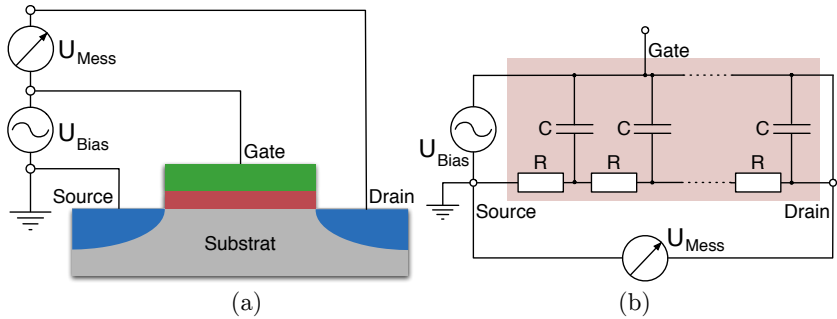 U_Mess
U_Bias
Gate
Source
Drain
Substrat
(a)
Gate
C
C
C
U_Bias
R
R
R
Source
Drain
U_Mess
(b)